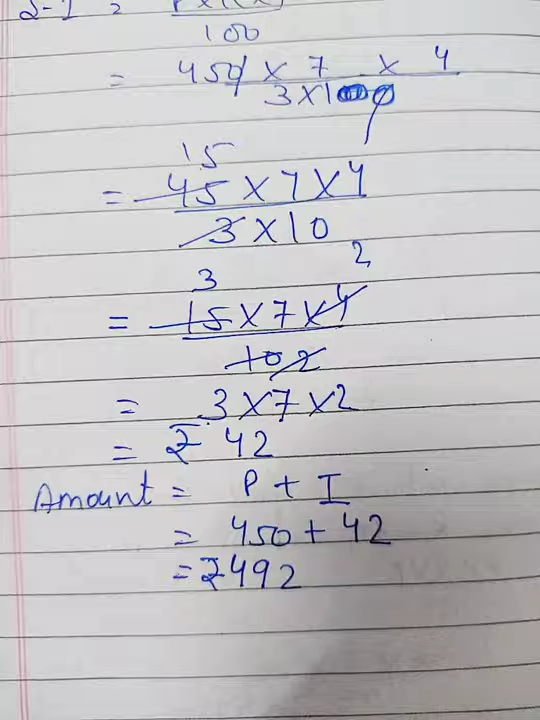 100
= 450 × 7 × 4
3×100
15
= 45 × 7 × 4
3 × 10
3 2
= 15 × 7 × 4
10 2
= 3 × 7 × 2
= ₹ 42
Amount = P + I
= 450 + 42
= ₹ 492